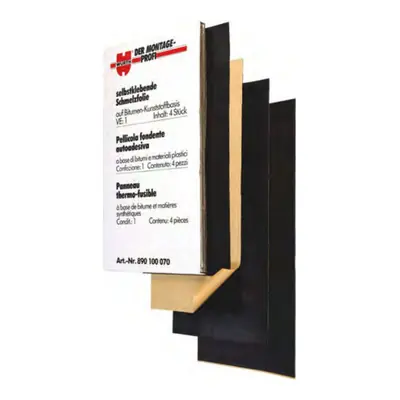 WÜRTH
DER MONTAGE-
PROFI
selbstklebende
Schmelzfolie
auf Bitumen-Kunststoffbasis
VE: 1 Inhalt: 4 Stück
Pellicola fondente
autoadesiva
a base di bitumi e materiali plastici
Confezione: 1 Contenuto: 4 pezzi
Panneau
thermo-fusible
à base de bitume et matières
synthétiques
Condit.: 1 Contenu: 4 pièces
Art.-Nr. 890 100 070